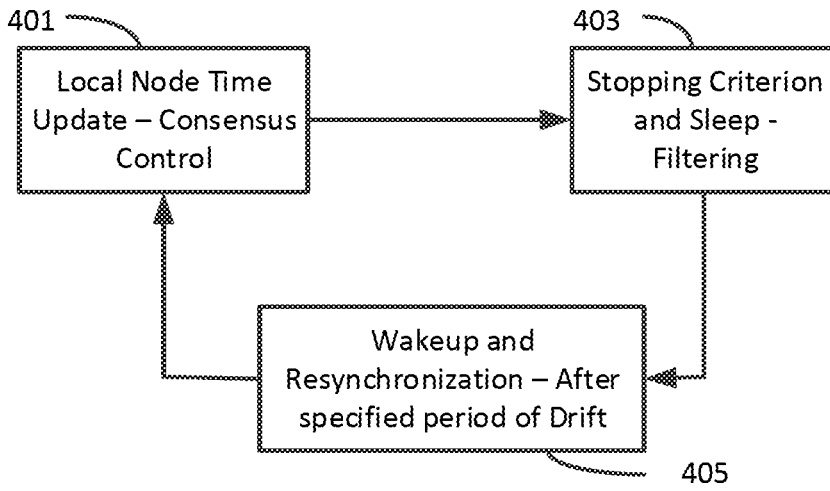 401
403
Local Node Time
Update – Consensus
Control
Stopping Criterion
and Sleep -
Filtering
Wakeup and
Resynchronization – After
specified period of Drift
405